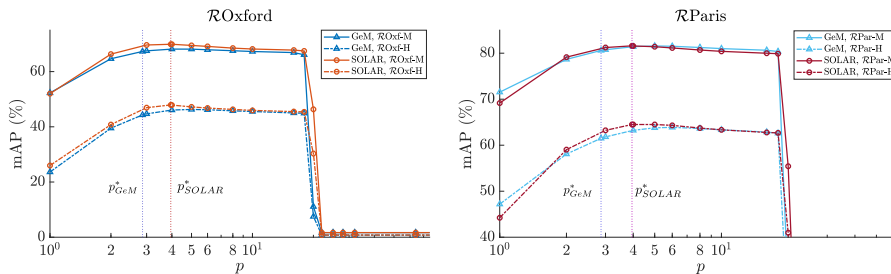 ℛOxford
mAP (%)
60
40
20
0
GeM, ℛOxf-M
GeM, ℛOxf-H
SOLAR, ℛOxf-M
SOLAR, ℛOxf-H
p*GeM
p*SOLAR
10^0 2 3 4 5 6 8 10^1
p
ℛParis
mAP (%)
80
70
60
50
40
GeM, ℛPar-M
GeM, ℛPar-H
SOLAR, ℛPar-M
SOLAR, ℛPar-H
p*GeM
p*SOLAR
10^0 2 3 4 5 6 8 10^1
p